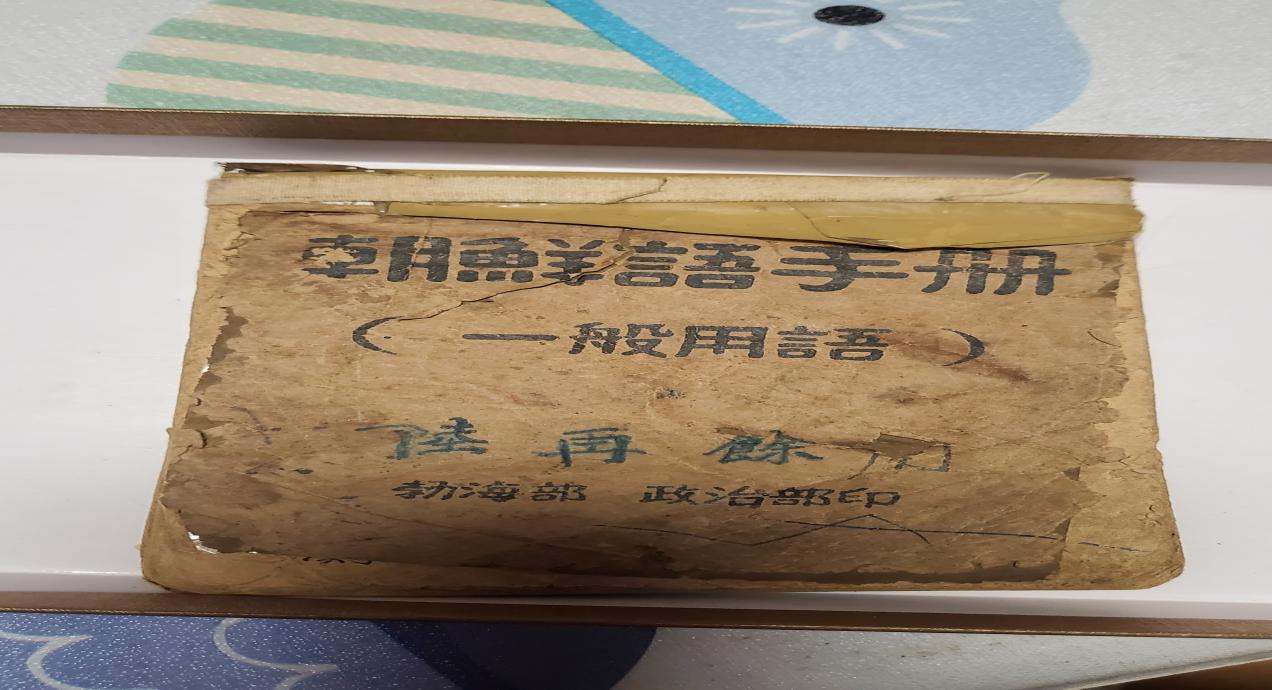 朝鮮語手册
（一般用語）
陸再餘用
勃海部 政治部印